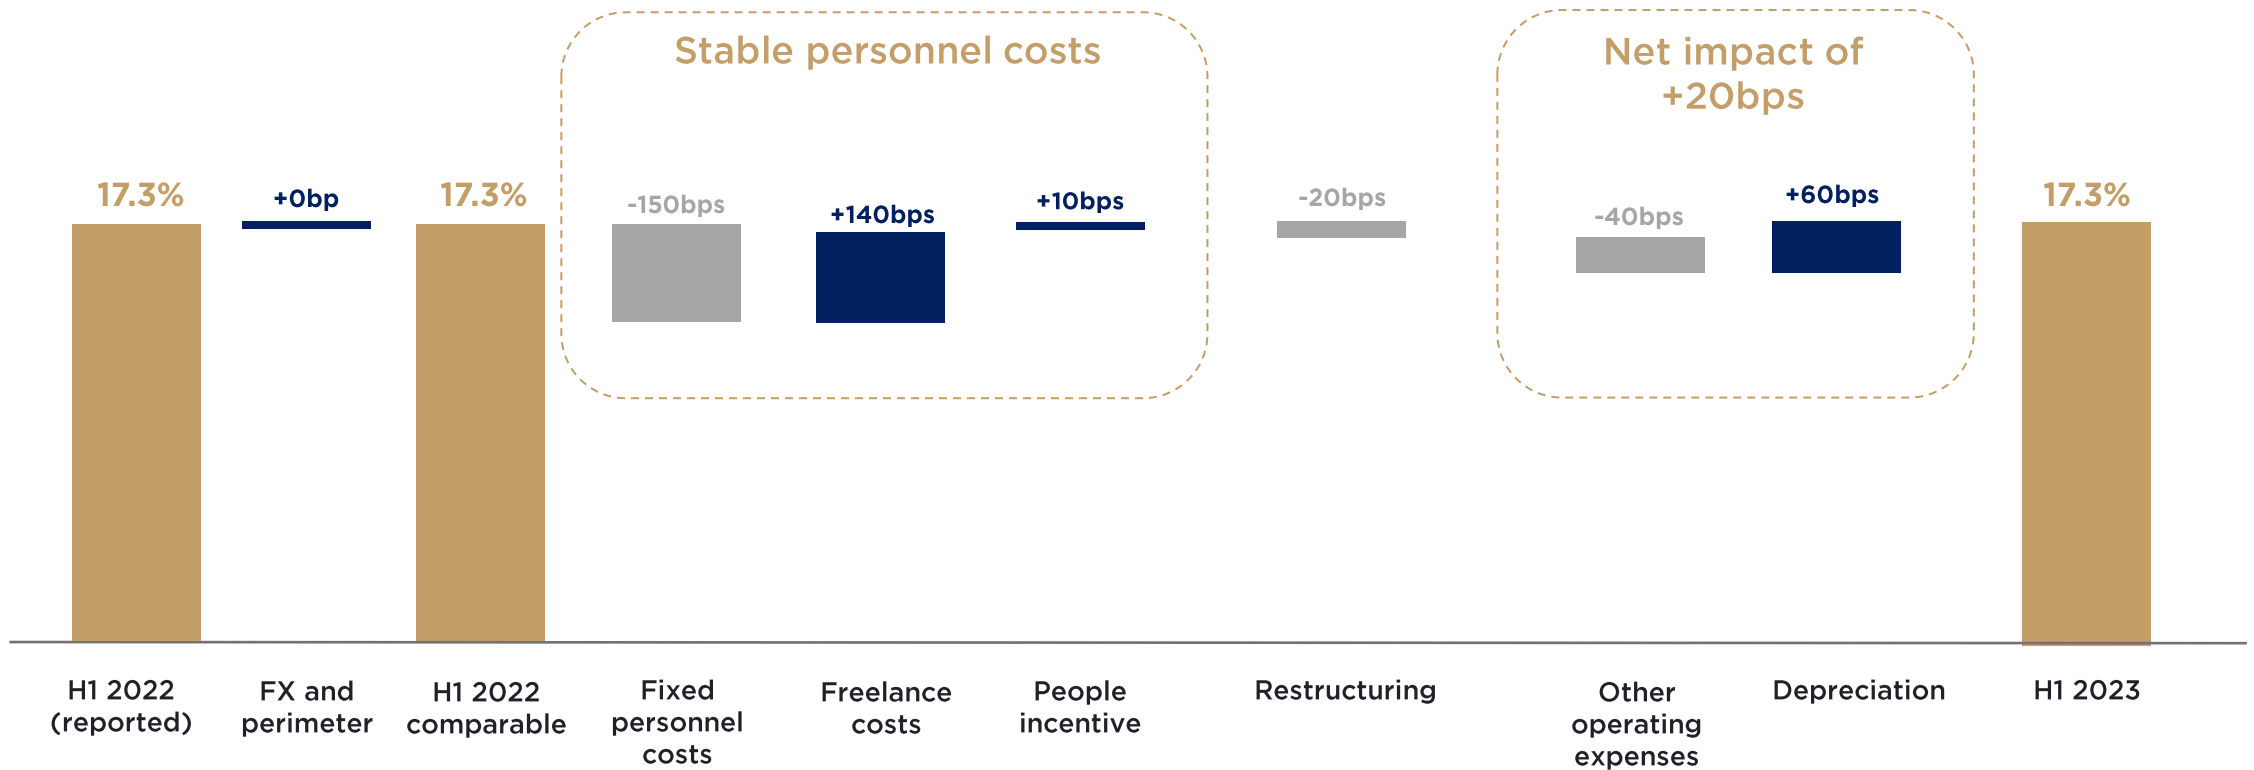 Stable personnel costs
Net impact of
+20bps
17.3%
+0bp
17.3%
-150bps
+140bps
+10bps
-20bps
-40bps
+60bps
17.3%
H1 2022
(reported)
FX and
perimeter
H1 2022
comparable
Fixed
personnel
costs
Freelance
costs
People
incentive
Restructuring
Other
operating
expenses
Depreciation
H1 2023